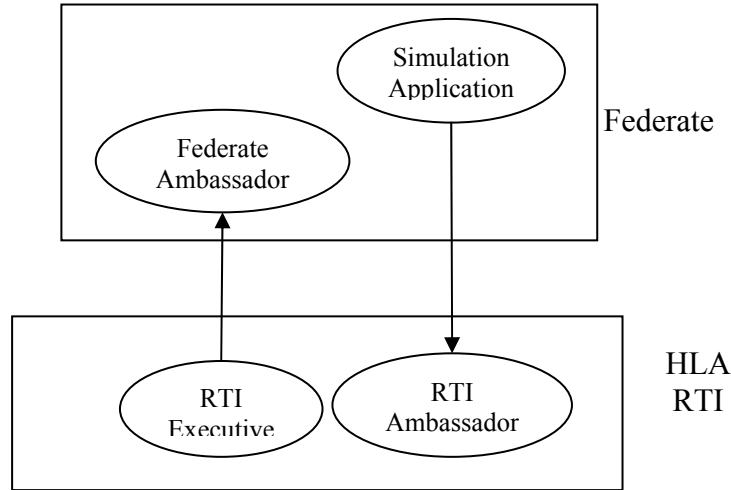 Simulation
Application
Federate
Federate
Ambassador
HLA
RTI
RTI
Executive
RTI
Ambassador